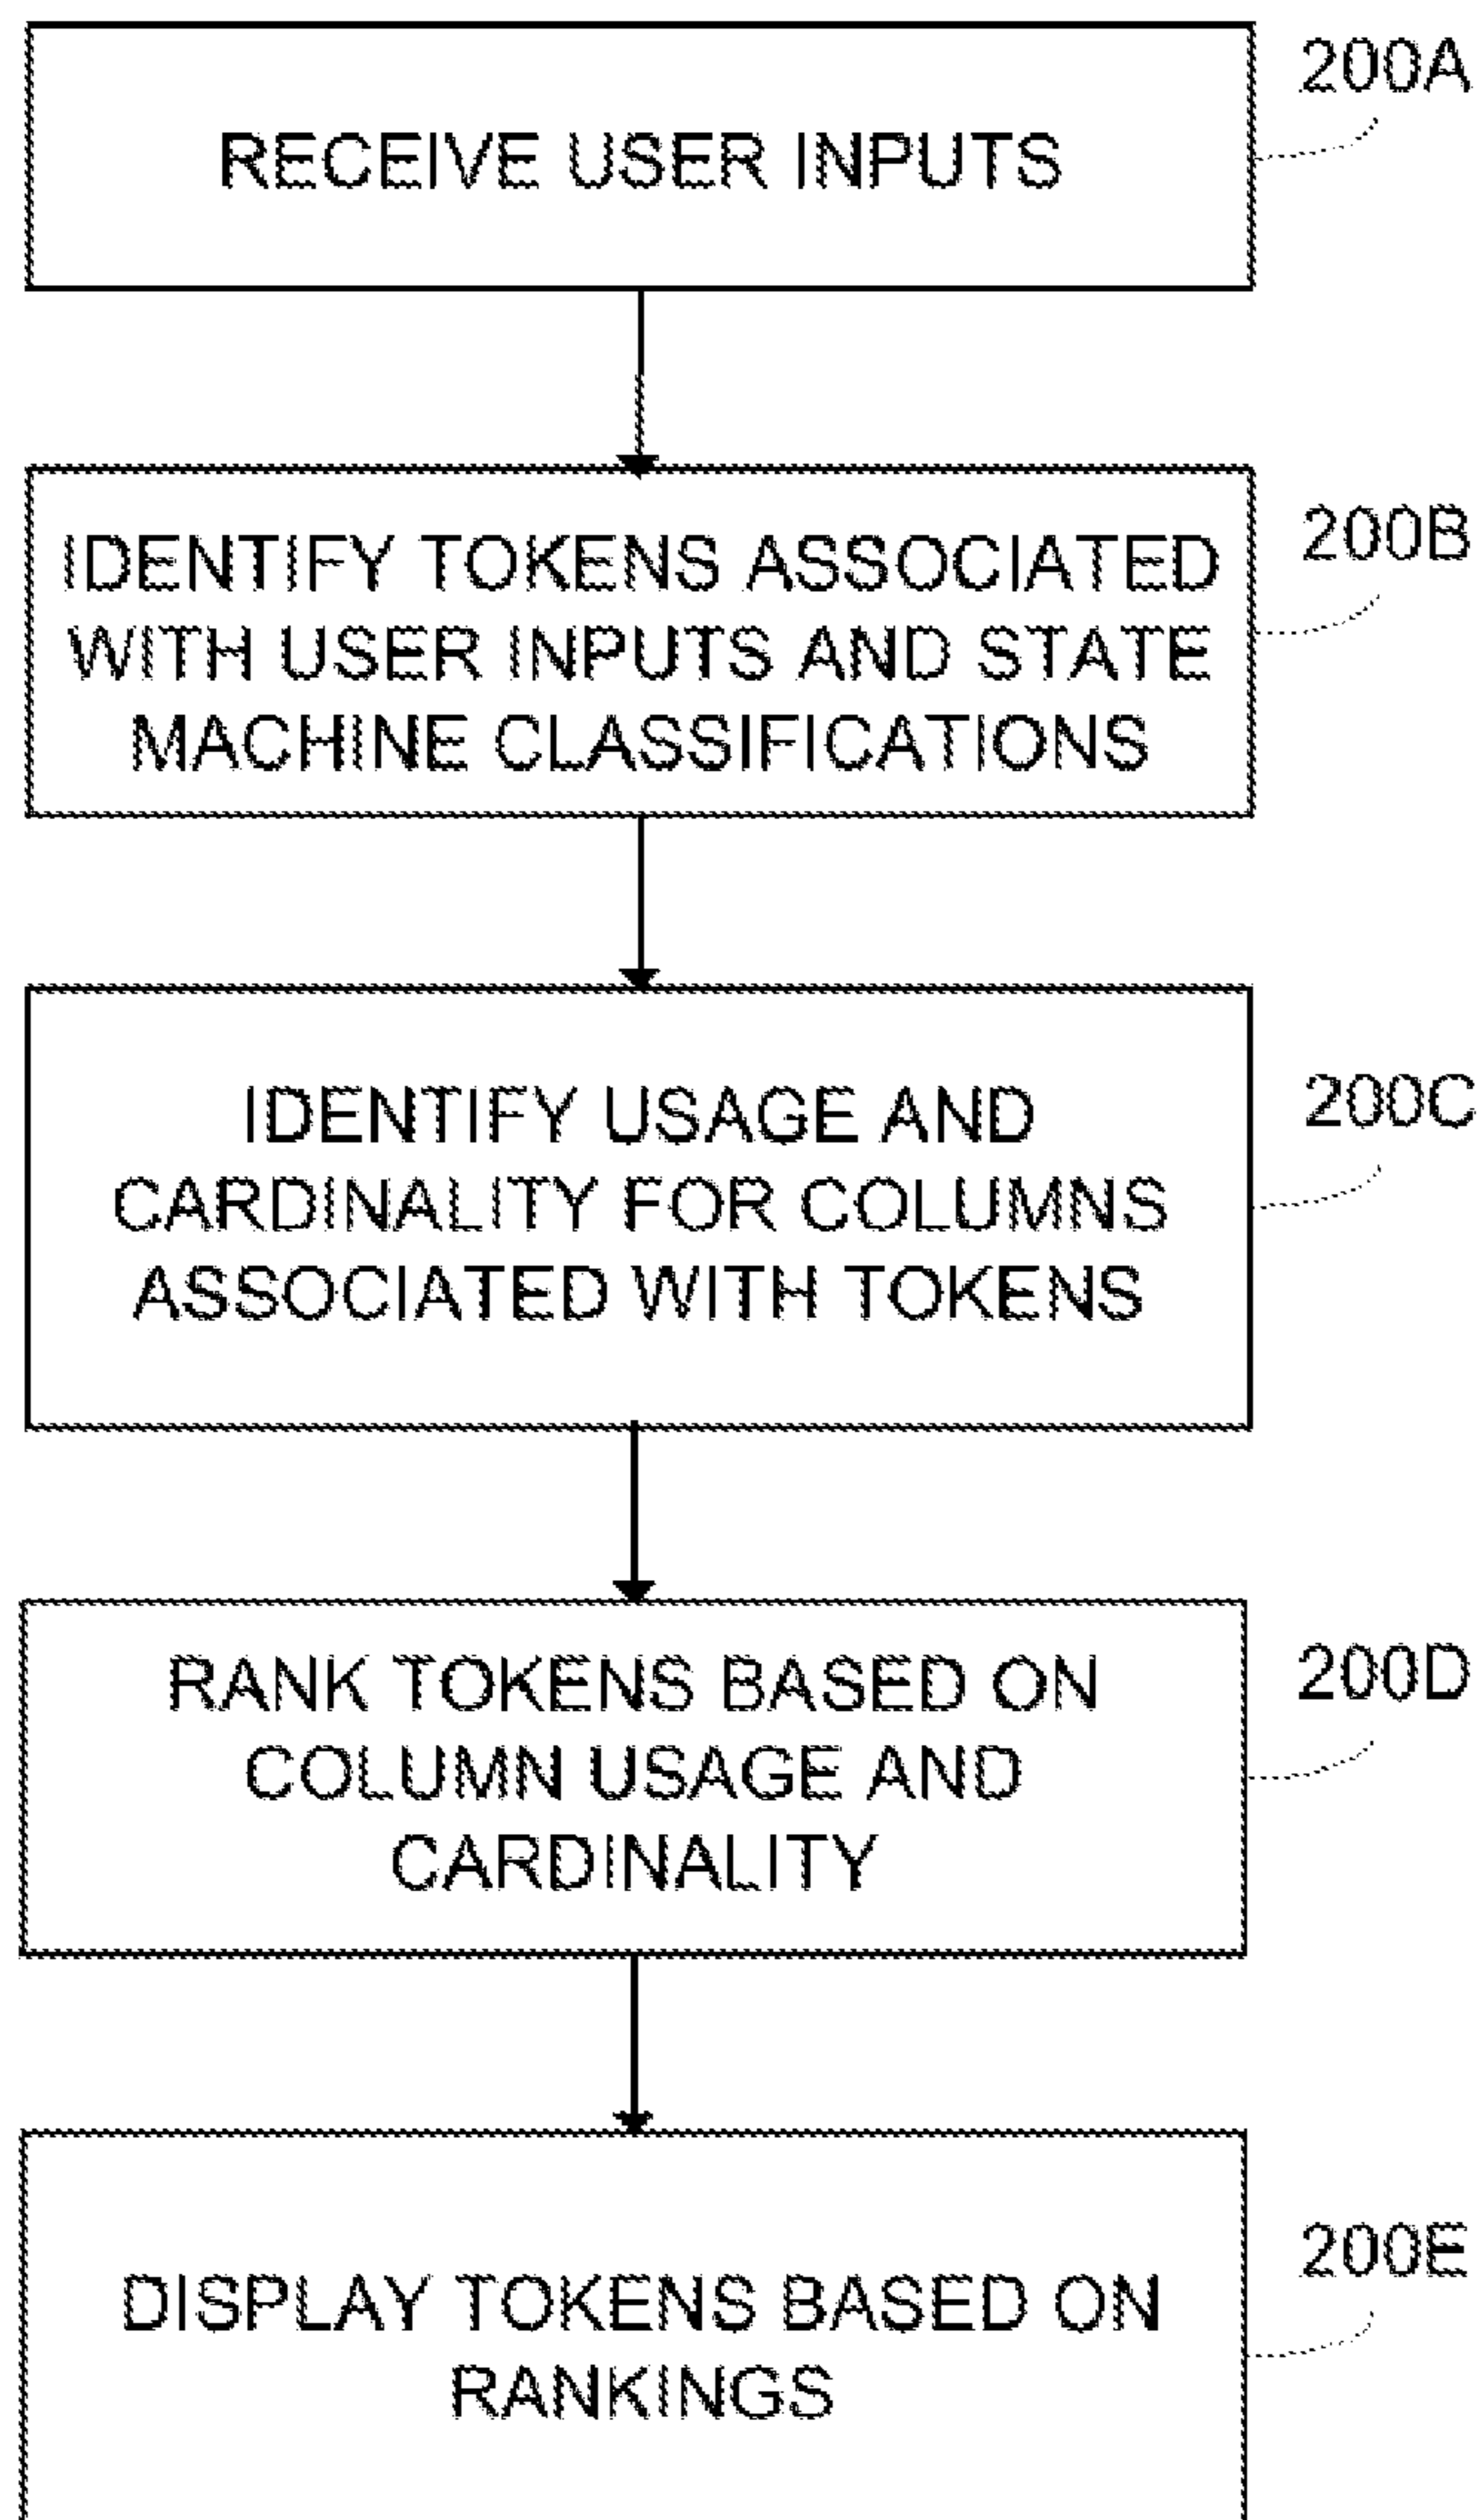 200A
RECEIVE USER INPUTS
200B
IDENTIFY TOKENS ASSOCIATED
WITH USER INPUTS AND STATE
MACHINE CLASSIFICATIONS
200C
IDENTIFY USAGE AND
CARDINALITY FOR COLUMNS
ASSOCIATED WITH TOKENS
200D
RANK TOKENS BASED ON
COLUMN USAGE AND
CARDINALITY
200E
DISPLAY TOKENS BASED ON
RANKINGS